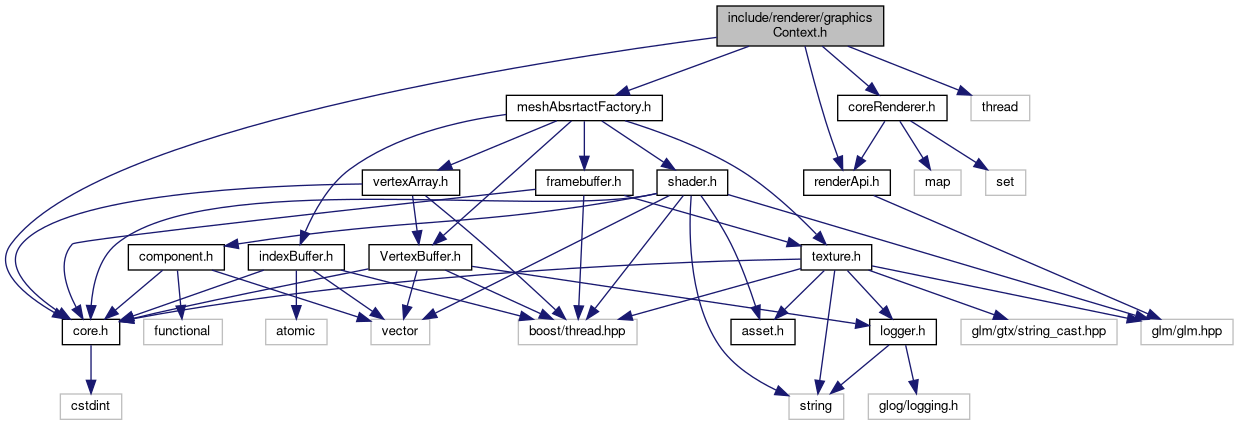 include/renderer/graphics
Context.h
meshAbsrtactFactory.h
coreRenderer.h
thread
vertexArray.h
framebuffer.h
shader.h
renderApi.h
map
set
component.h
indexBuffer.h
VertexBuffer.h
texture.h
core.h
functional
atomic
vector
boost/thread.hpp
asset.h
logger.h
glm/gtx/string_cast.hpp
glm/glm.hpp
cstdint
string
glog/logging.h